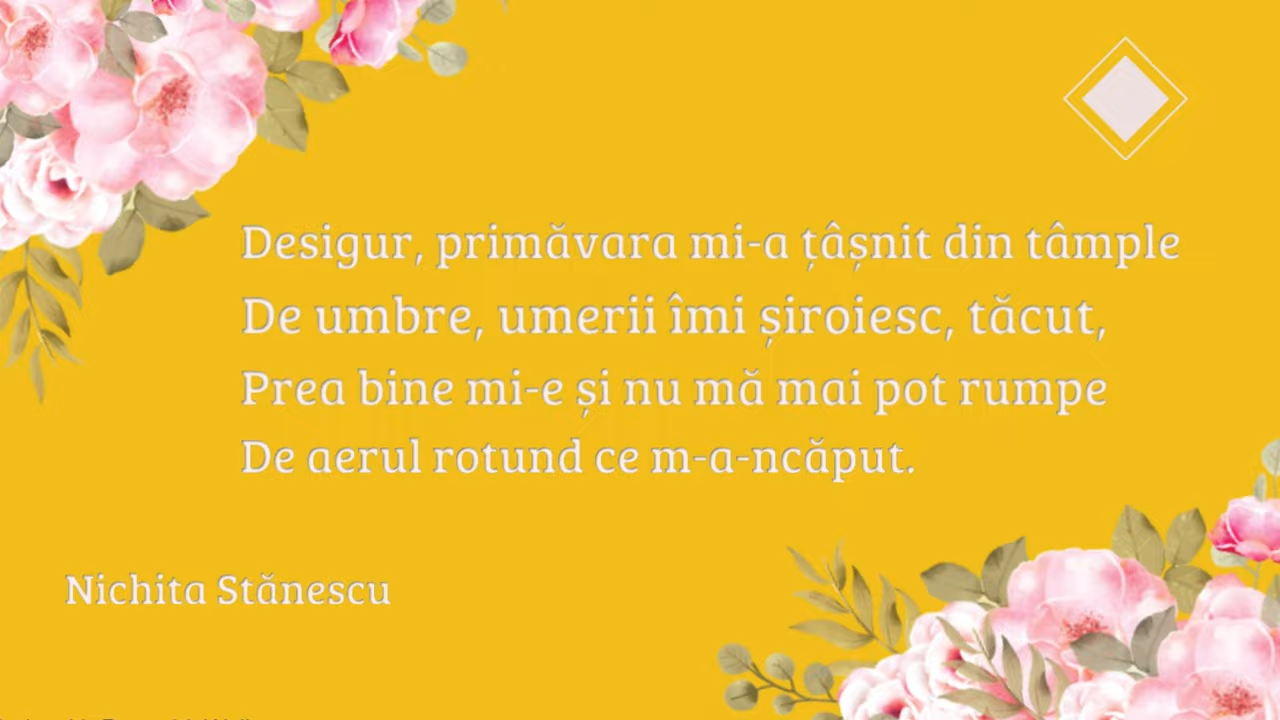 Desigur, primăvara mi-a țâșnit din tâmple
De umbre, umerii îmi șiroiesc, tăcut,
Prea bine mi-e și nu mă mai pot rumpe
De aerul rotund ce m-a-ncăput.
Nichita Stănescu